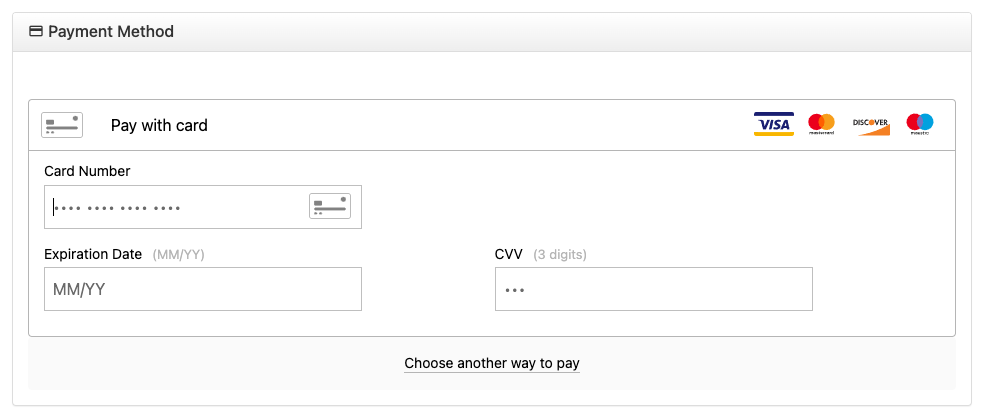 Payment Method
Pay with card VISA mastercard DISCOVER maestro
Card Number
•••• •••• •••• ••••
Expiration Date (MM/YY) CVV (3 digits)
MM/YY •••
Choose another way to pay